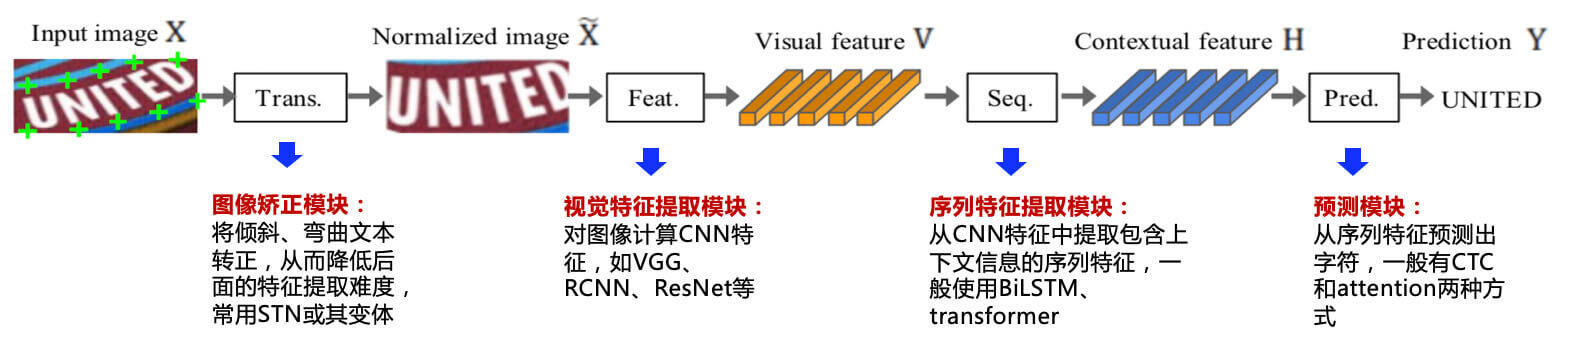 Input image X
Normalized image X̃
Visual feature V
Contextual feature H
Prediction Y
UNITED
Trans.
UNITED
Feat.
Seq.
Pred.
UNITED
图像矫正模块：
将倾斜、弯曲文本
转正，从而降低后
面的特征提取难度，
常用STN或其变体
视觉特征提取模块：
对图像计算CNN特
征，如VGG、
RCNN、ResNet等
序列特征提取模块：
从CNN特征中提取包含上
下文信息的序列特征，一
般使用BiLSTM、
transformer
预测模块：
从序列特征预测出
字符，一般有CTC
和attention两种方
式